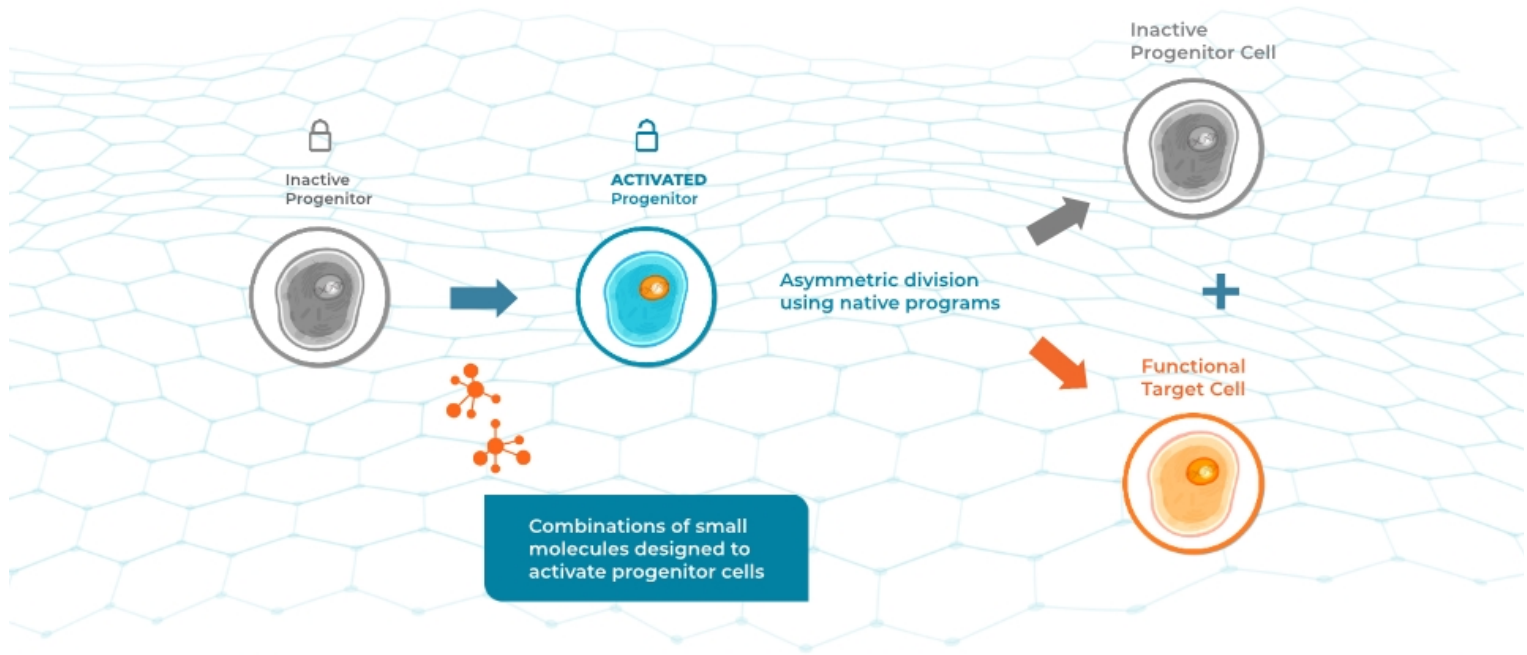 Inactive
Progenitor Cell
Inactive
Progenitor
ACTIVATED
Progenitor
Asymmetric division
using native programs
Functional
Target Cell
Combinations of small
molecules designed to
activate progenitor cells